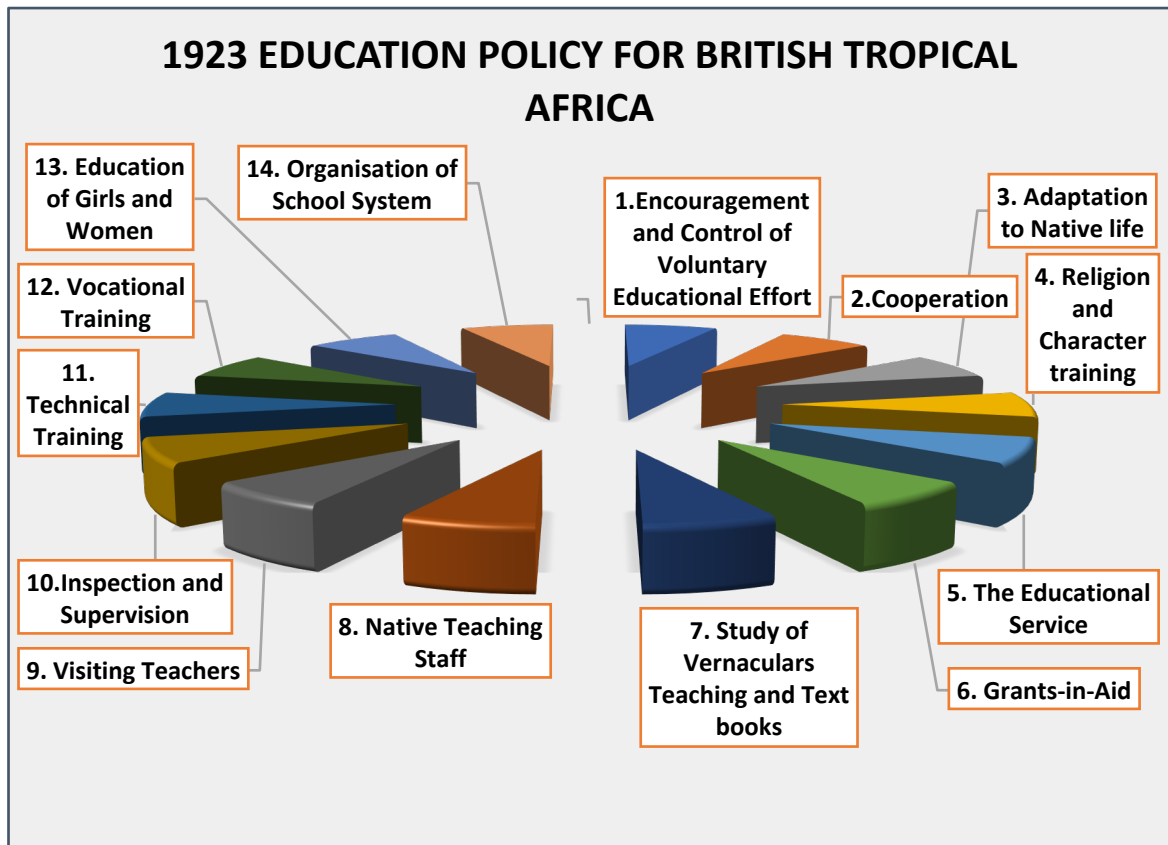 1923 EDUCATION POLICY FOR BRITISH TROPICAL
AFRICA
1.Encouragement
and Control of
Voluntary
Educational Effort
2.Cooperation
3. Adaptation
to Native life
4. Religion
and
Character
training
5. The Educational
Service
6. Grants-in-Aid
7. Study of
Vernaculars
Teaching and Text
books
8. Native Teaching
Staff
9. Visiting Teachers
10.Inspection and
Supervision
11.
Technical
Training
12. Vocational
Training
13. Education
of Girls and
Women
14. Organisation of
School System